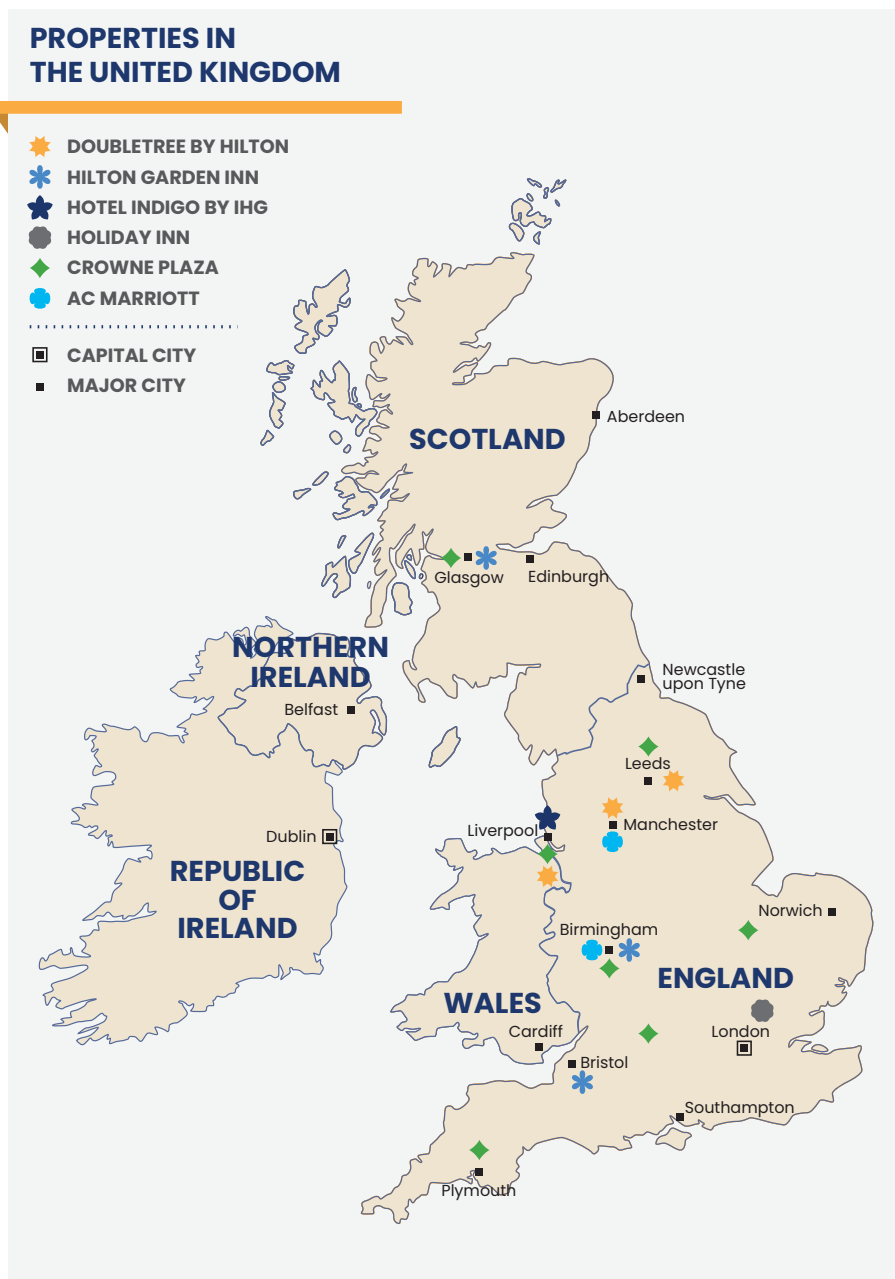 PROPERTIES IN
THE UNITED KINGDOM
DOUBLETREE BY HILTON
HILTON GARDEN INN
HOTEL INDIGO BY IHG
HOLIDAY INN
CROWNE PLAZA
AC MARRIOTT
CAPITAL CITY
MAJOR CITY
Aberdeen
SCOTLAND
Glasgow
Edinburgh
NORTHERN
IRELAND
Newcastle
upon Tyne
Belfast
Leeds
Manchester
Liverpool
Dublin
REPUBLIC
OF
IRELAND
Norwich
Birmingham
ENGLAND
WALES
Cardiff
London
Bristol
Southampton
Plymouth